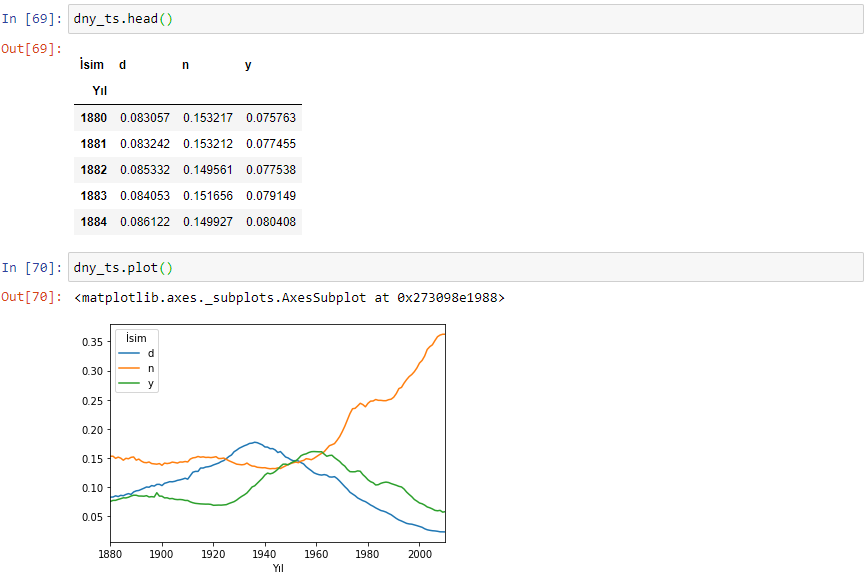 In [69]: dny_ts.head()
Out[69]:
İsim d n y
Yıl
1880 0.083057 0.153217 0.075763
1881 0.083242 0.153212 0.077455
1882 0.085332 0.149561 0.077538
1883 0.084053 0.151656 0.079149
1884 0.086122 0.149927 0.080408
In [70]: dny_ts.plot()
Out[70]: <matplotlib.axes._subplots.AxesSubplot at 0x273098e1988>
İsim
d
n
y
0.35
0.30
0.25
0.20
0.15
0.10
0.05
1880 1900 1920 1940 1960 1980 2000
Yıl